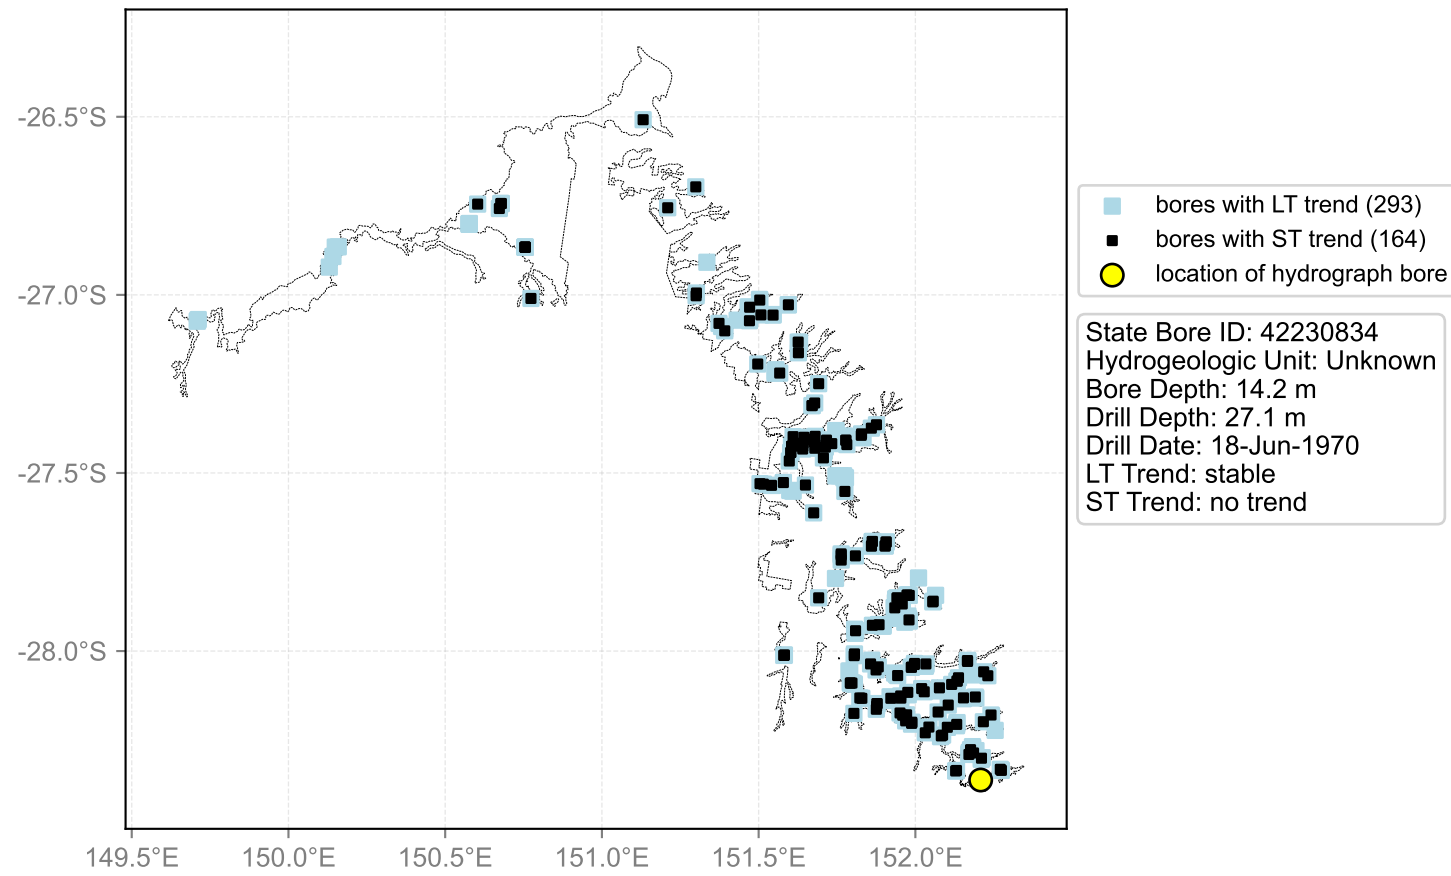 -26.5°S
-27.0°S
-27.5°S
-28.0°S
149.5°E
150.0°E
150.5°E
151.0°E
151.5°E
152.0°E
bores with LT trend (293)
bores with ST trend (164)
location of hydrograph bore
State Bore ID: 42230834
Hydrogeologic Unit: Unknown
Bore Depth: 14.2 m
Drill Depth: 27.1 m
Drill Date: 18-Jun-1970
LT Trend: stable
ST Trend: no trend